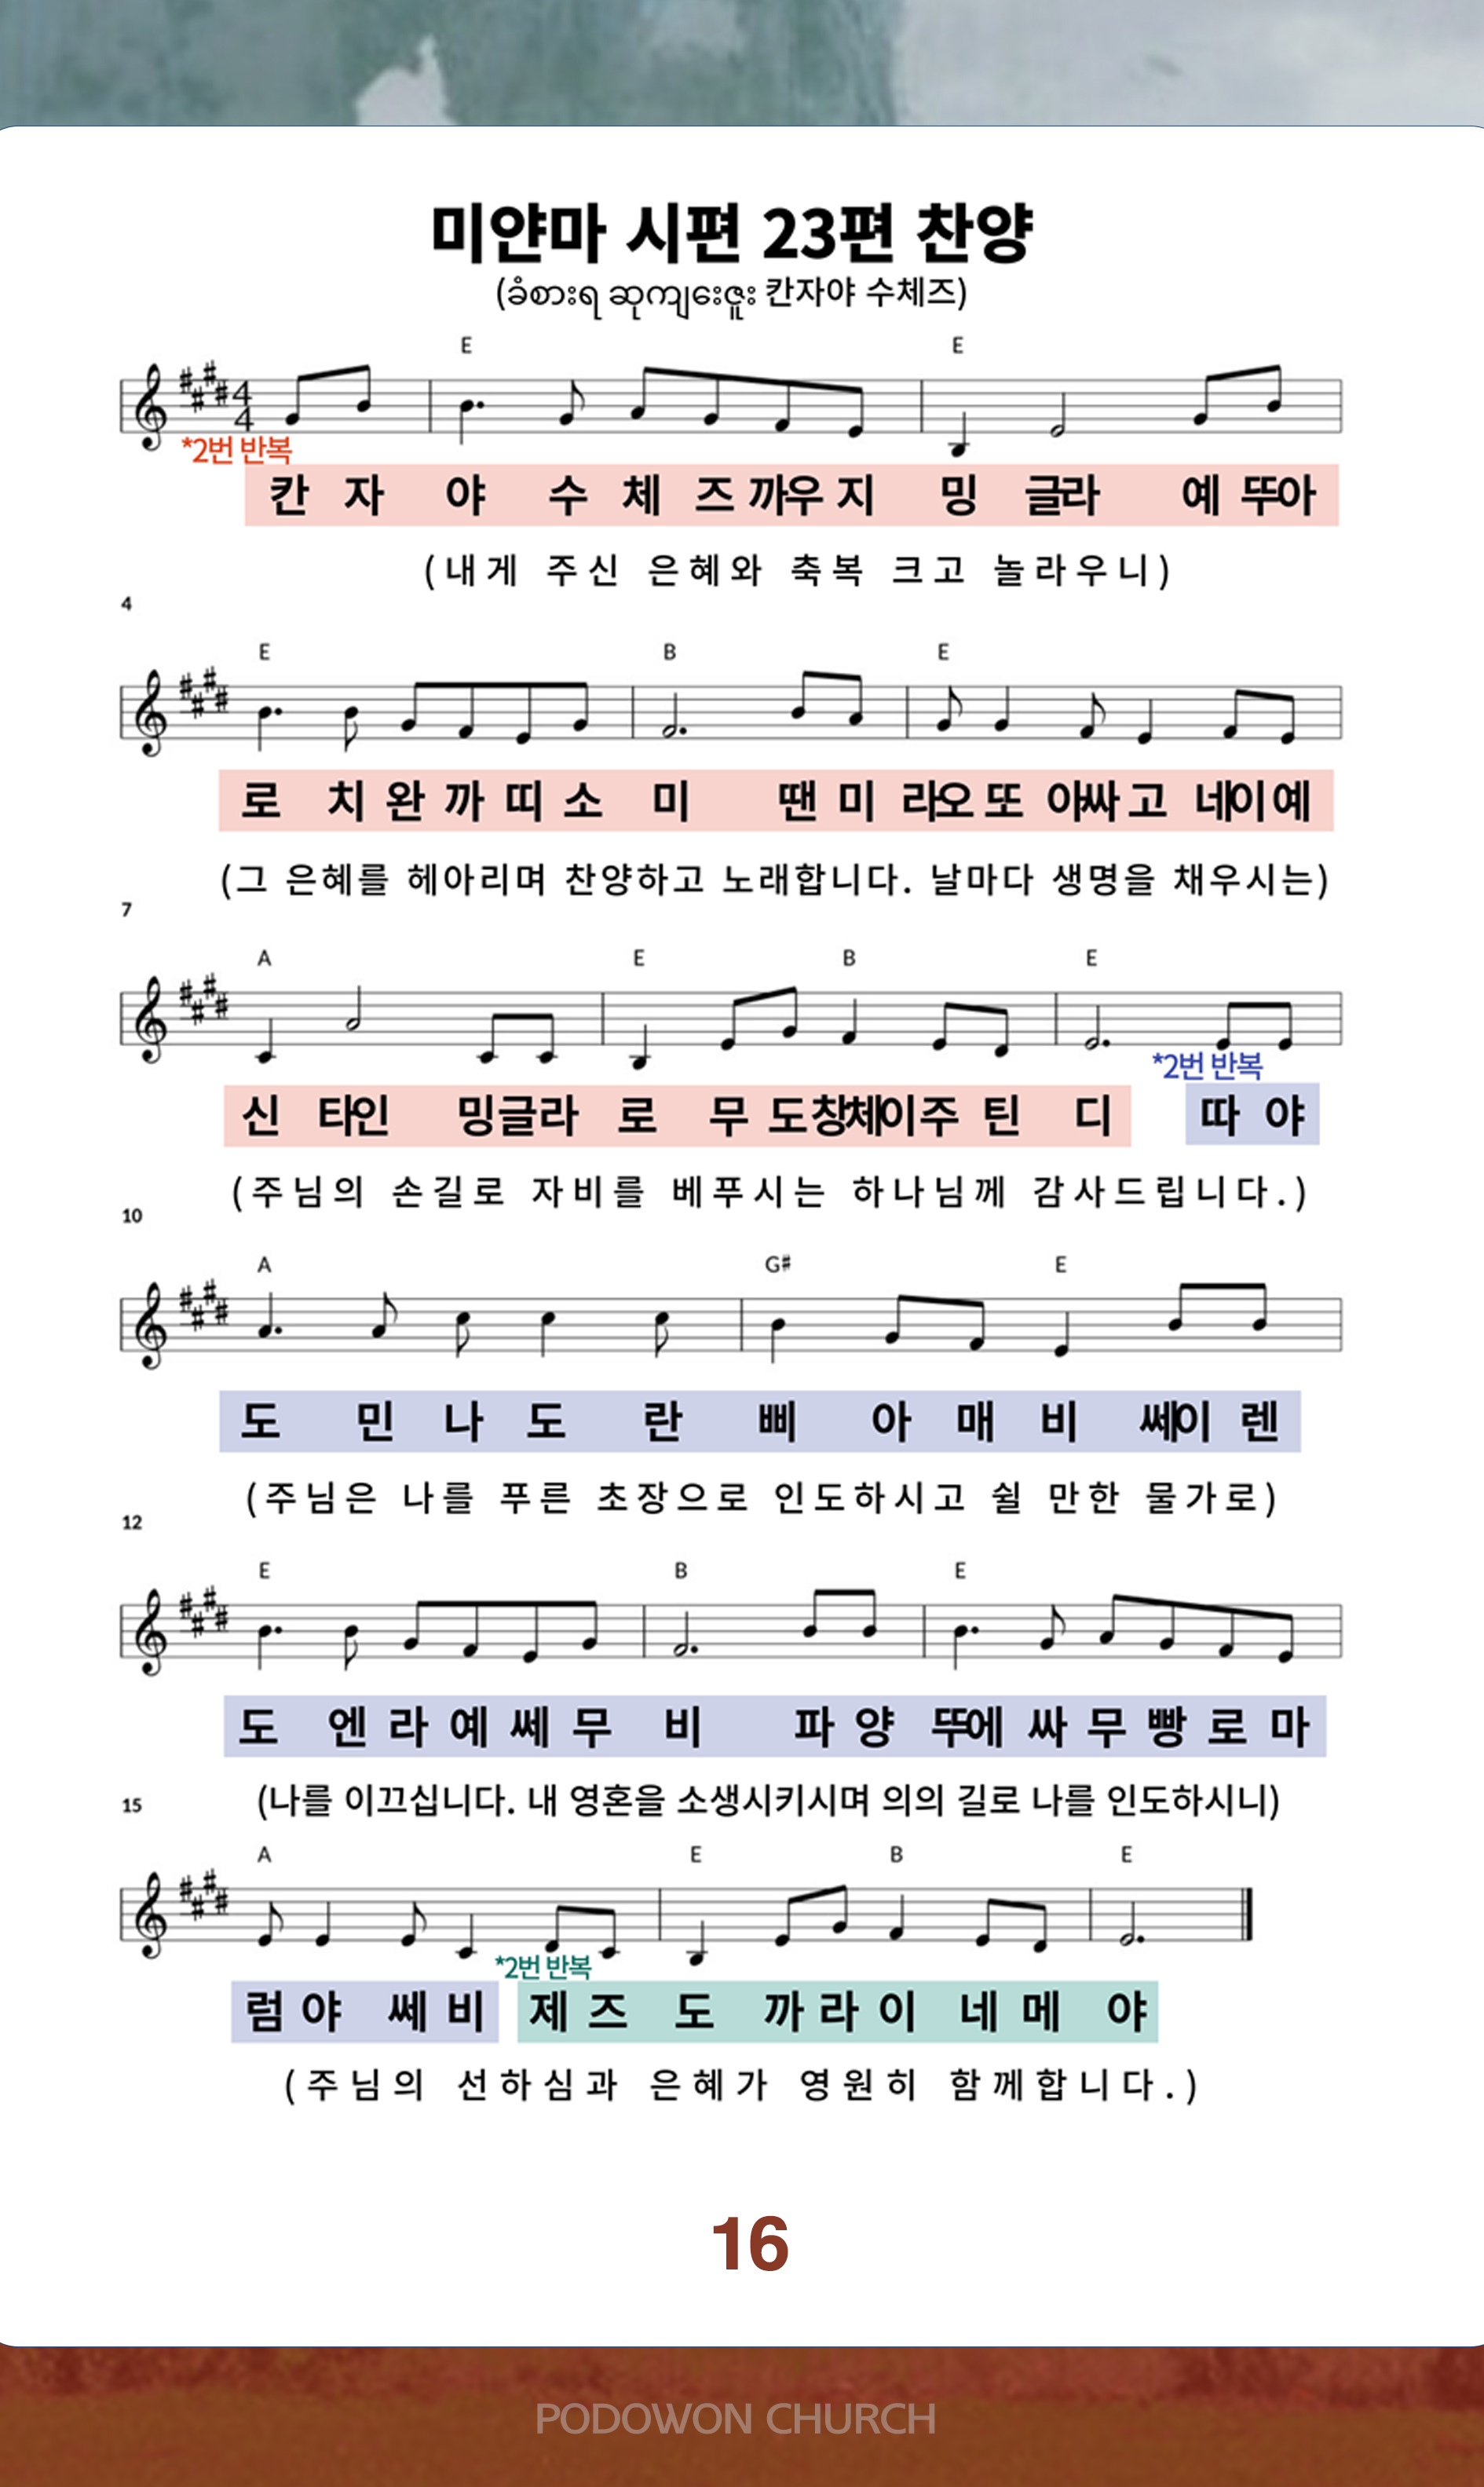 미얀마 시편 23편 찬양
(ခံစားရ ဆုကျေးဇူး 칸자야 수체즈)
E E
4
4
*2번 반복
칸 자 야 수 체 즈 까우 지 밍 글라 예 뚜아
(내게 주신 은혜와 축복 크고 놀라우니)
4
E B E
로 치 완 까 띠 소 미 땐 미 라오 또 아싸 고 네이 예
(그 은혜를 헤아리며 찬양하고 노래합니다. 날마다 생명을 채우시는)
7
A E B E
*2번 반복
신 타인 밍글라 로 무 도창체이주 틴 디 따 야
(주님의 손길로 자비를 베푸시는 하나님께 감사드립니다.)
10
A G# E
도 민 나 도 란 삐 아 매 비 쎄이 렌
(주님은 나를 푸른 초장으로 인도하시고 쉴 만한 물가로)
12
E B E
도 엔 라 예 쎄 무 비 파 양 뚜에 싸 무 빵 로 마
(나를 이끄십니다. 내 영혼을 소생시키시며 의의 길로 나를 인도하시니)
15
A E B E
*2번 반복
럼 야 쎄 비 제 즈 도 까 라 이 네 메 야
(주님의 선하심과 은혜가 영원히 함께합니다.)
16
PODOWON CHURCH